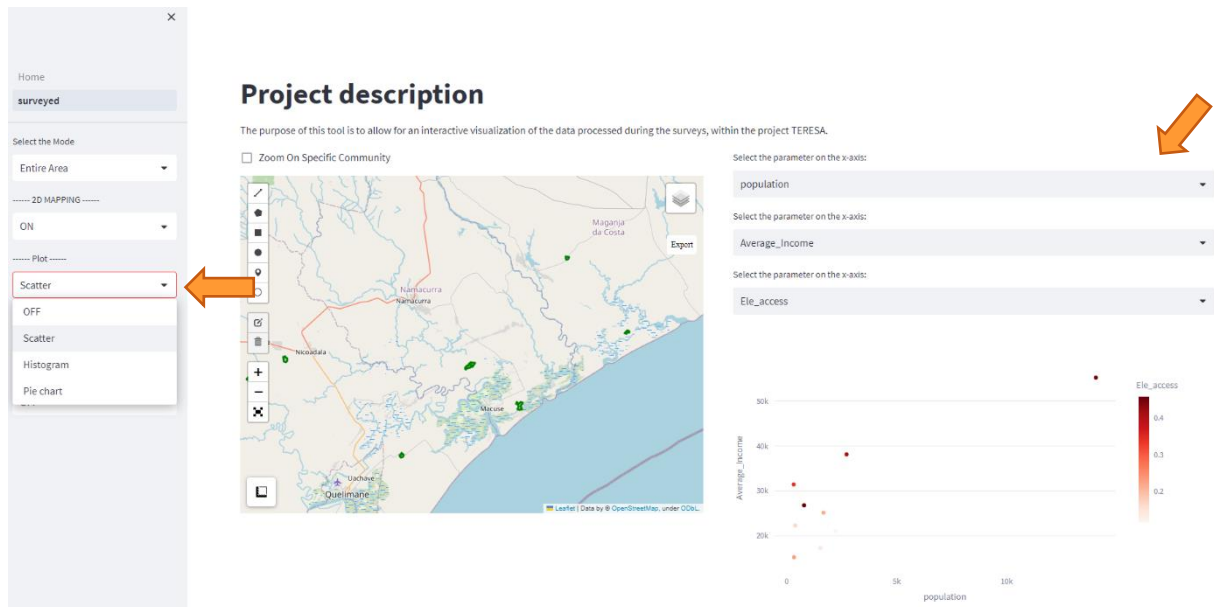 ×
Home
surveyed
Select the Mode
Entire Area
------ 2D MAPPING ------
ON
------ Plot ------
Scatter
OFF
Scatter
Histogram
Pie chart
Project description
The purpose of this tool is to allow for an interactive visualization of the data processed during the surveys, within the project TERESA.
Zoom On Specific Community
Maganja
da Costa
Export
Namacurra
Namacurra
Nicoadala
Macuse
Uachave
Quelimane
+
−
Leaflet | Data by © OpenStreetMap, under ODbL.
Select the parameter on the x-axis:
population
Select the parameter on the x-axis:
Average_Income
Select the parameter on the x-axis:
Ele_access
Ele_access
0.4
0.3
0.2
50k
40k
30k
20k
Average_Income
0
5k
10k
population